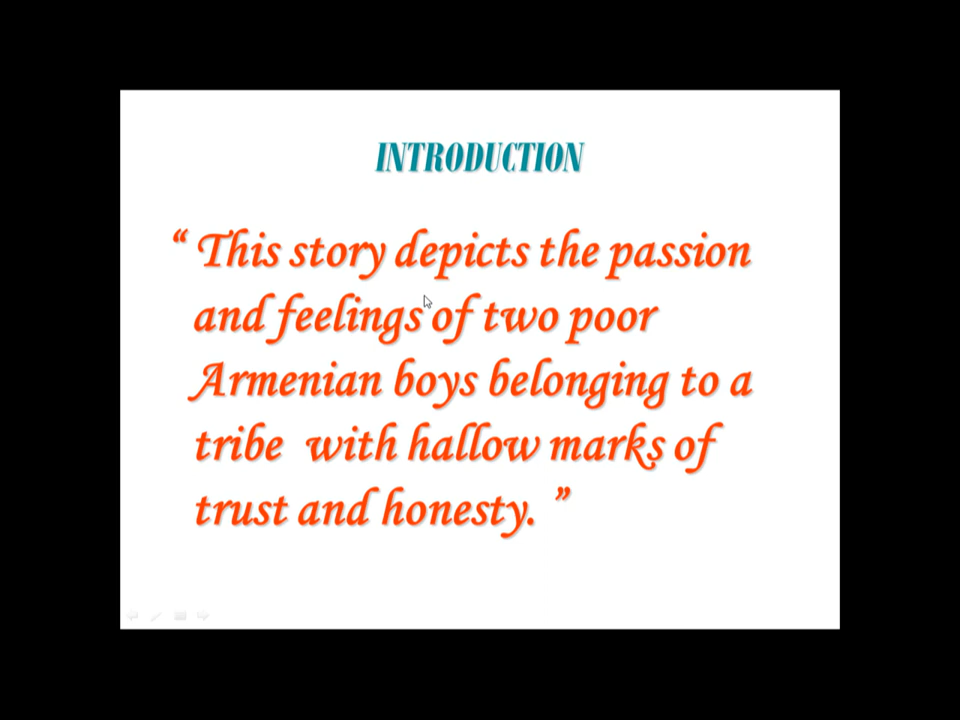 INTRODUCTION
“ This story depicts the passion
and feelings of two poor
Armenian boys belonging to a
tribe with hallow marks of
trust and honesty. ”